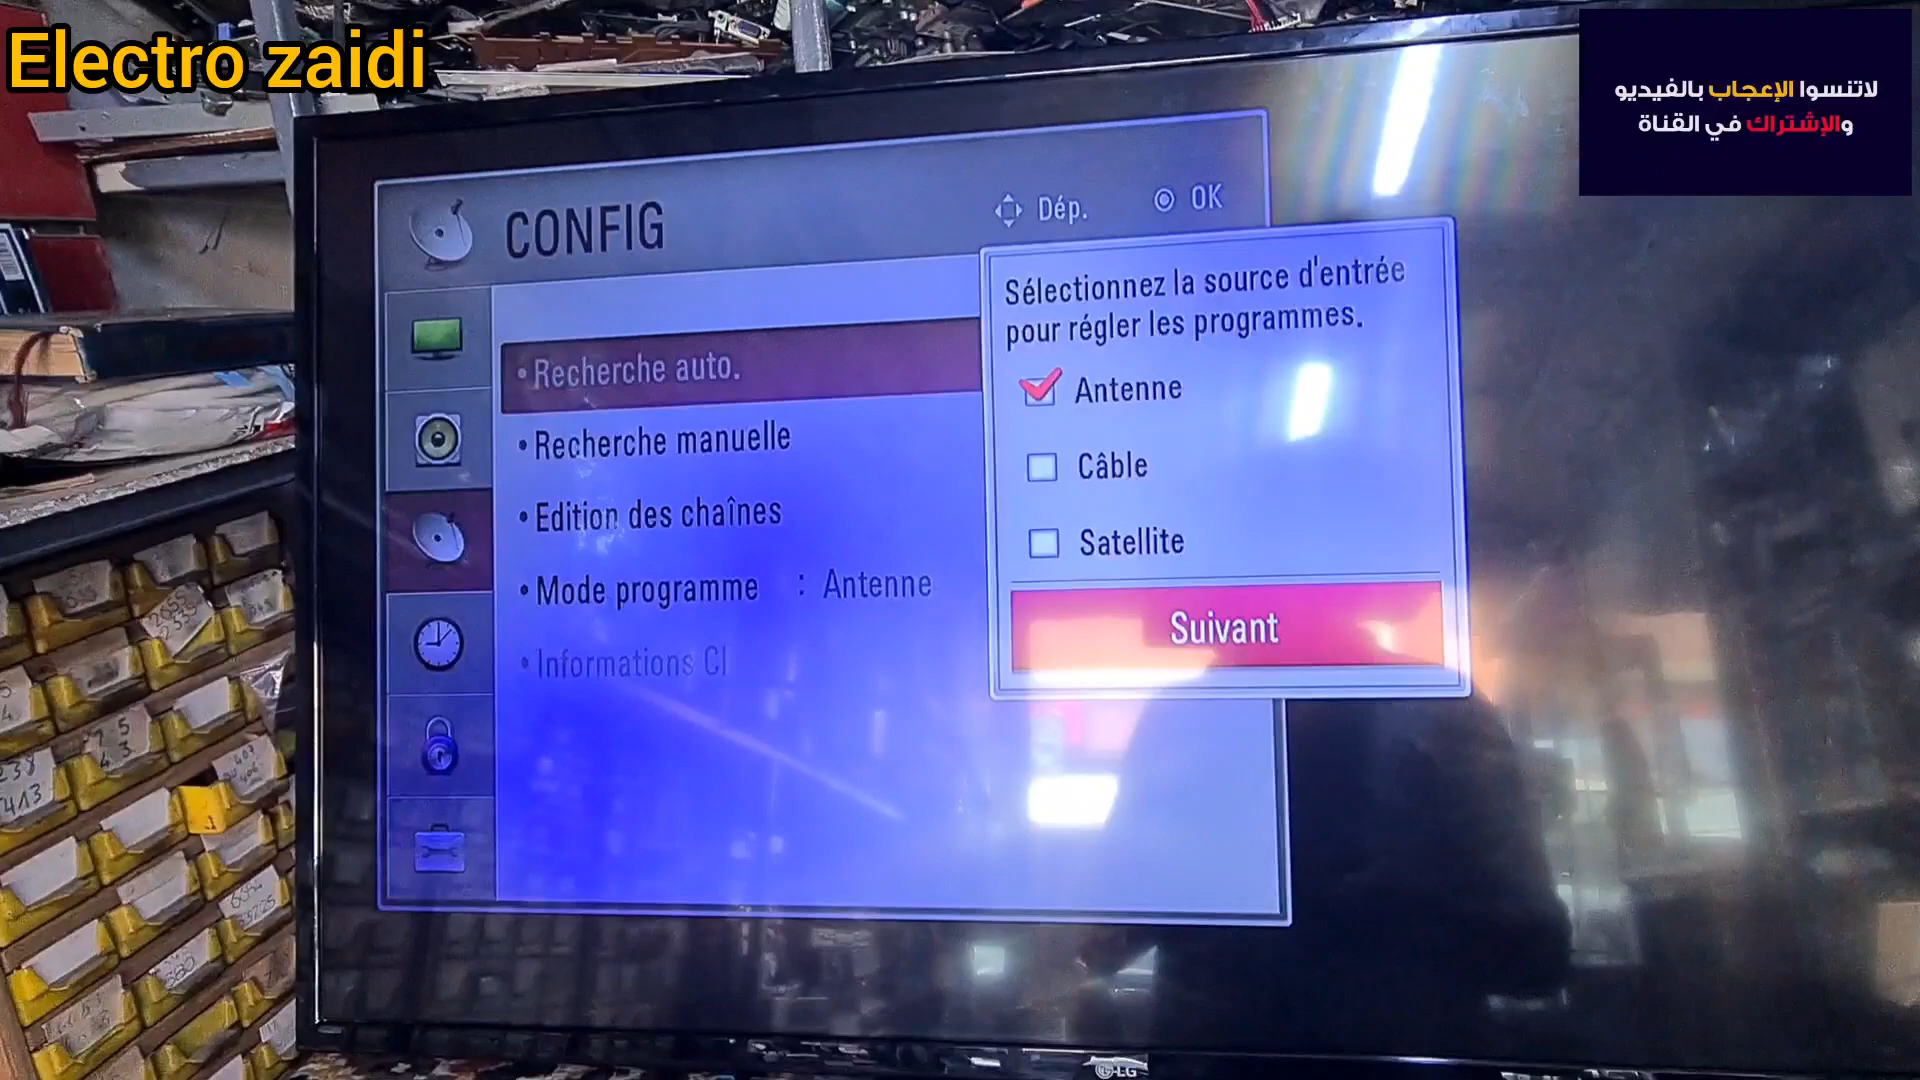 Electro zaidi
لاتنسوا الإعجاب بالفيديو
والإشتراك في القناة
CONFIG
Dép.
OK
• Recherche auto.
• Recherche manuelle
• Edition des chaînes
• Mode programme : Antenne
• Informations CI
Sélectionnez la source d'entrée
pour régler les programmes.
Antenne
Câble
Satellite
Suivant
LG